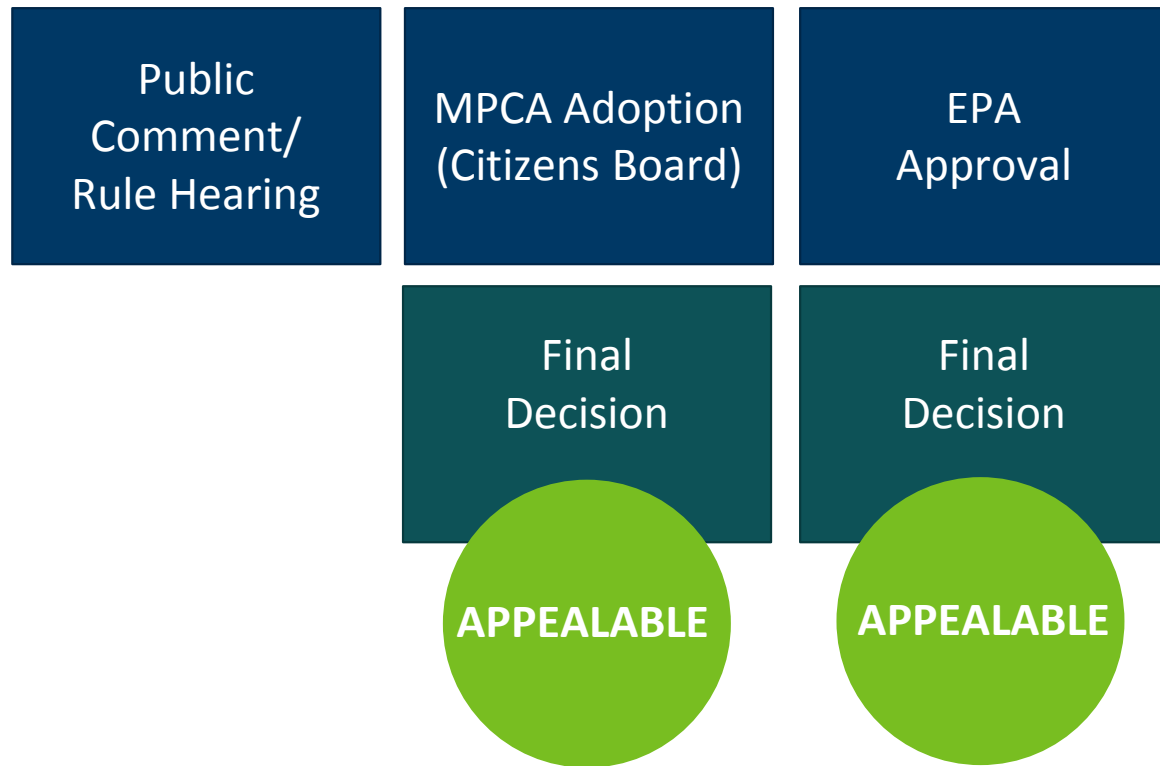 Public
Comment/
Rule Hearing
MPCA Adoption
(Citizens Board)
EPA
Approval
Final
Decision
Final
Decision
APPEALABLE
APPEALABLE